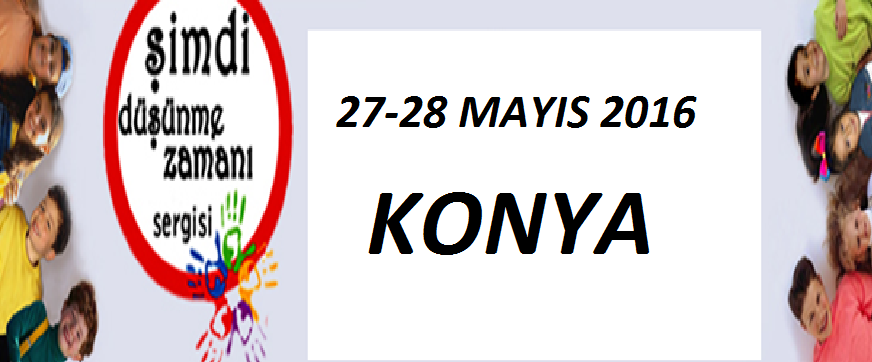 şimdi
düşünme
zamanı
sergisi
27-28 MAYIS 2016
KONYA